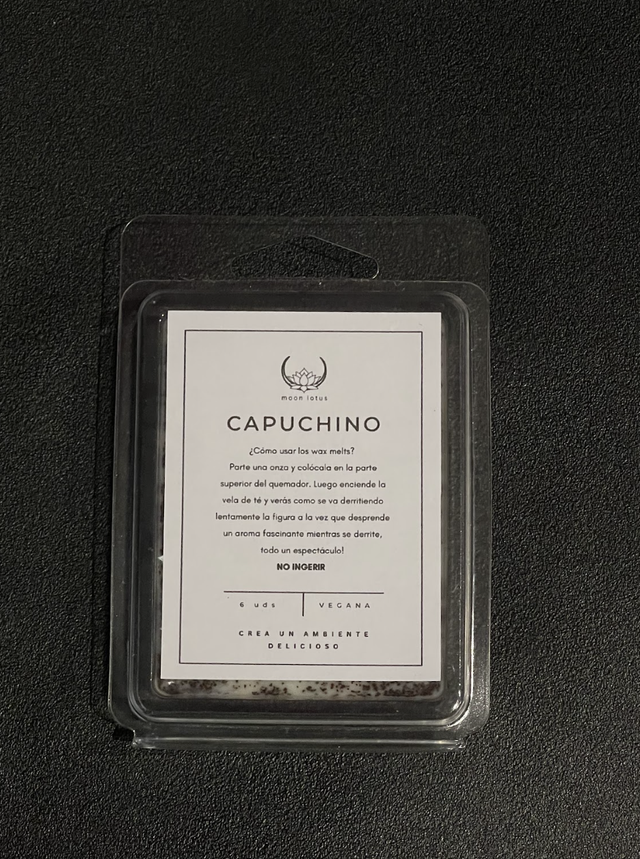 moon lotus
CAPUCHINO
¿Cómo usar los wax melts?
Parte una onza y colócala en la parte
superior del quemador. Luego enciende la
vela de té y verás como se va derritiendo
lentamente la figura a la vez que desprende
un aroma fascinante mientras se derrite,
todo un espectáculo!
NO INGERIR
6 uds VEGANA
CREA UN AMBIENTE
DELICIOSO